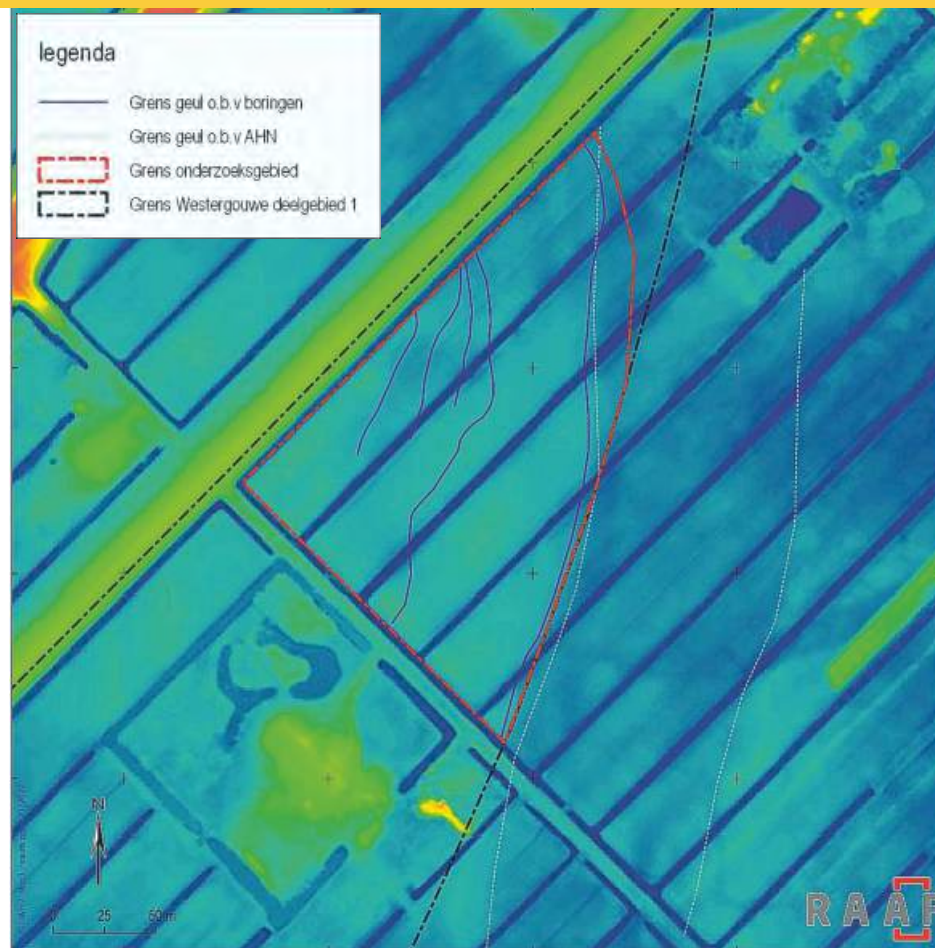 legenda
Grens geul o.b.v boringen
Grens geul o.b.v AHN
Grens onderzoeksgebied
Grens Westergouwe deelgebied 1
N
0 25 50 m
RAAP